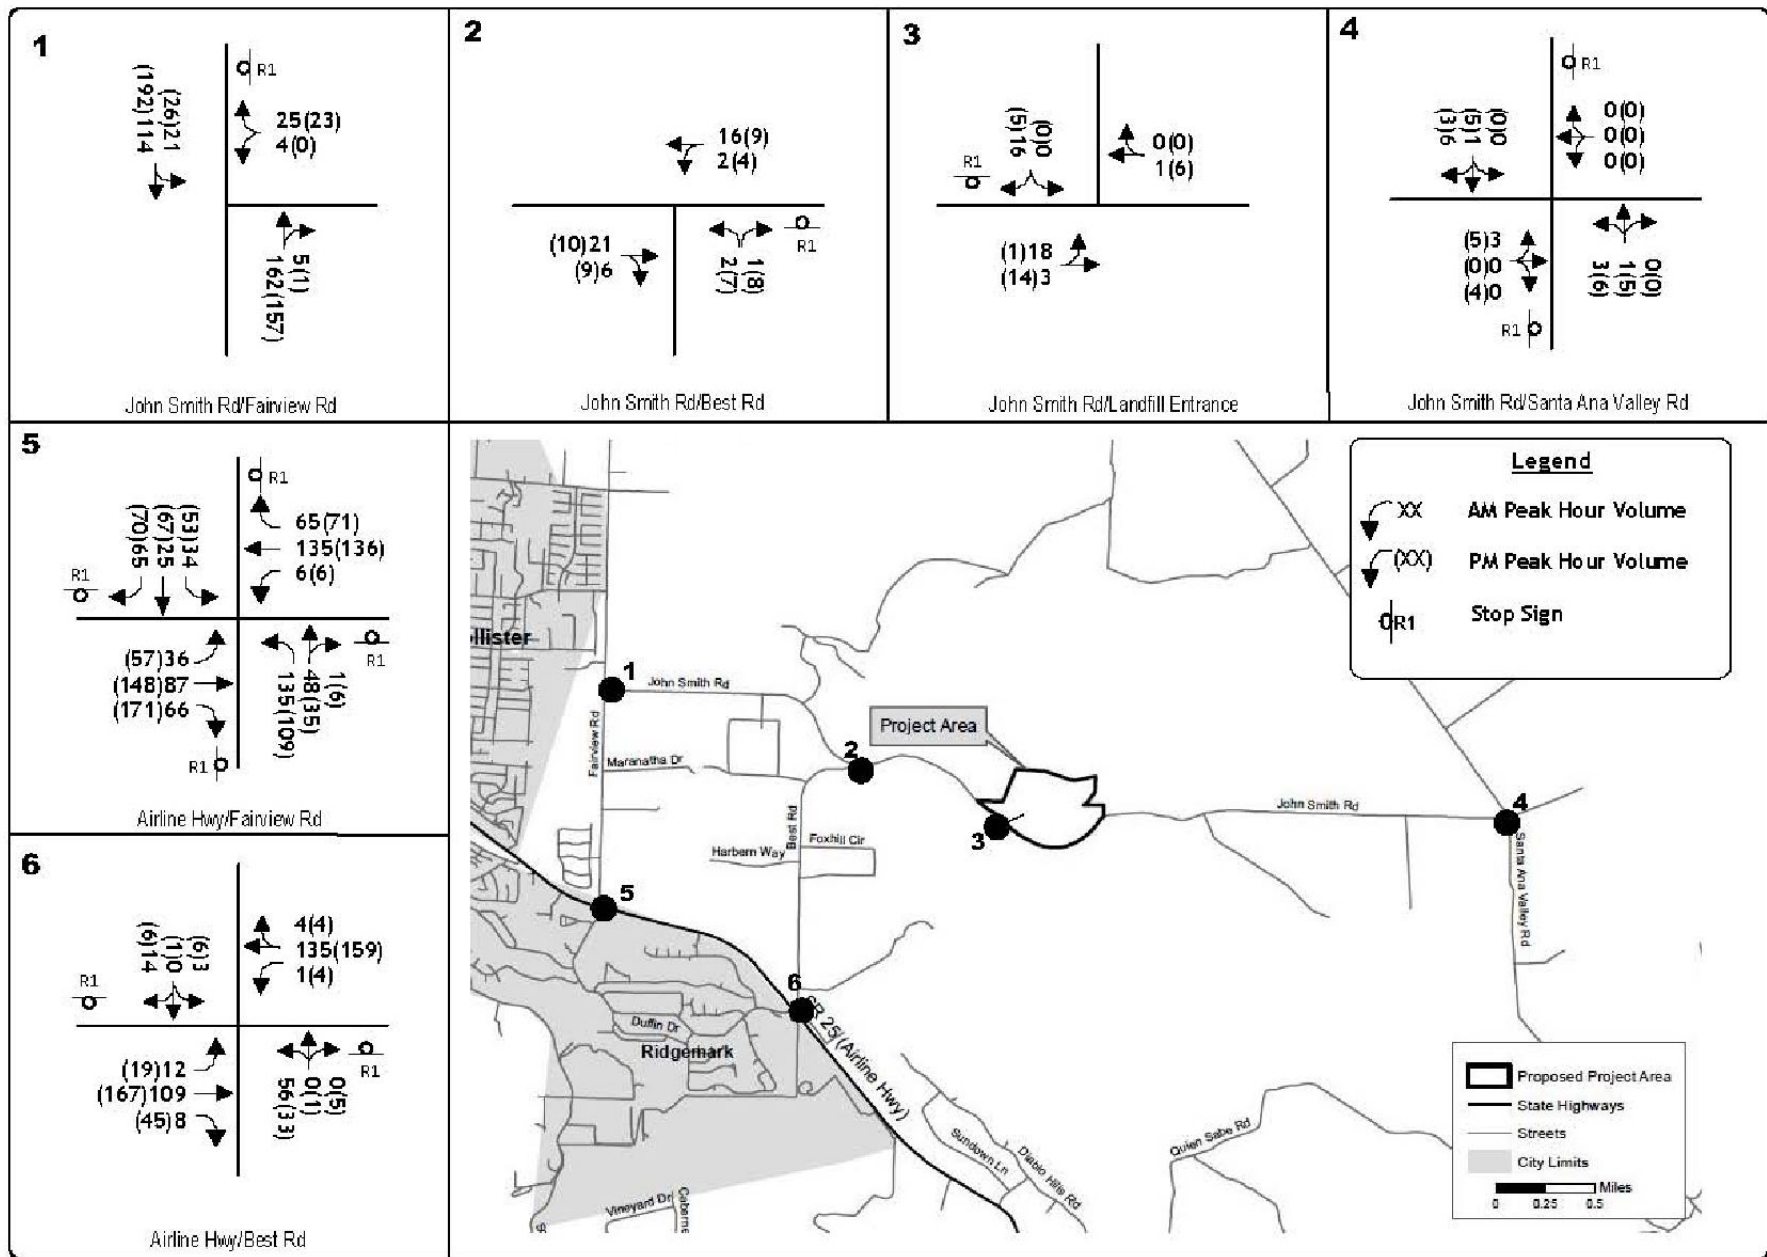 1
R1
(26)21
(192)114
25(23)
4(0)
5(1)
162(157)
John Smith Rd/Fairview Rd
2
16(9)
2(4)
(10)21
(9)6
R1
1(8)
2(7)
John Smith Rd/Best Rd
3
(0)0
(5)16
R1
0(0)
1(6)
(1)18
(14)3
John Smith Rd/Landfill Entrance
4
R1
(0)0
(5)1
(3)6
0(0)
0(0)
0(0)
(5)3
(0)0
(4)0
R1
0(0)
1(5)
3(6)
John Smith Rd/Santa Ana Valley Rd
5
R1
(53)34
(67)25
(70)65
R1
65(71)
135(136)
6(6)
(57)36
(148)87
(171)66
R1
R1
1(6)
48(35)
135(109)
Airline Hwy/Fairview Rd
6
(6)3
(1)0
(6)14
R1
4(4)
135(159)
1(4)
(19)12
(167)109
(45)8
R1
0(5)
0(1)
56(33)
Airline Hwy/Best Rd
Legend
XX AM Peak Hour Volume
(XX) PM Peak Hour Volume
R1 Stop Sign
ollister
1
John Smith Rd
Fairview Rd
Maranatha Dr
2
Project Area
3
John Smith Rd
4
Santa Ana Valley Rd
Best Rd
Harbern Way
Foxhill Cir
5
6
SR 25 (Airline Hwy)
Duffin Dr
Ridgemark
Sundown Ln
Diablo Hills Rd
Quien Sabe Rd
Vineyard Dr
Caberne
Proposed Project Area
State Highways
Streets
City Limits
Miles
0 0.25 0.5